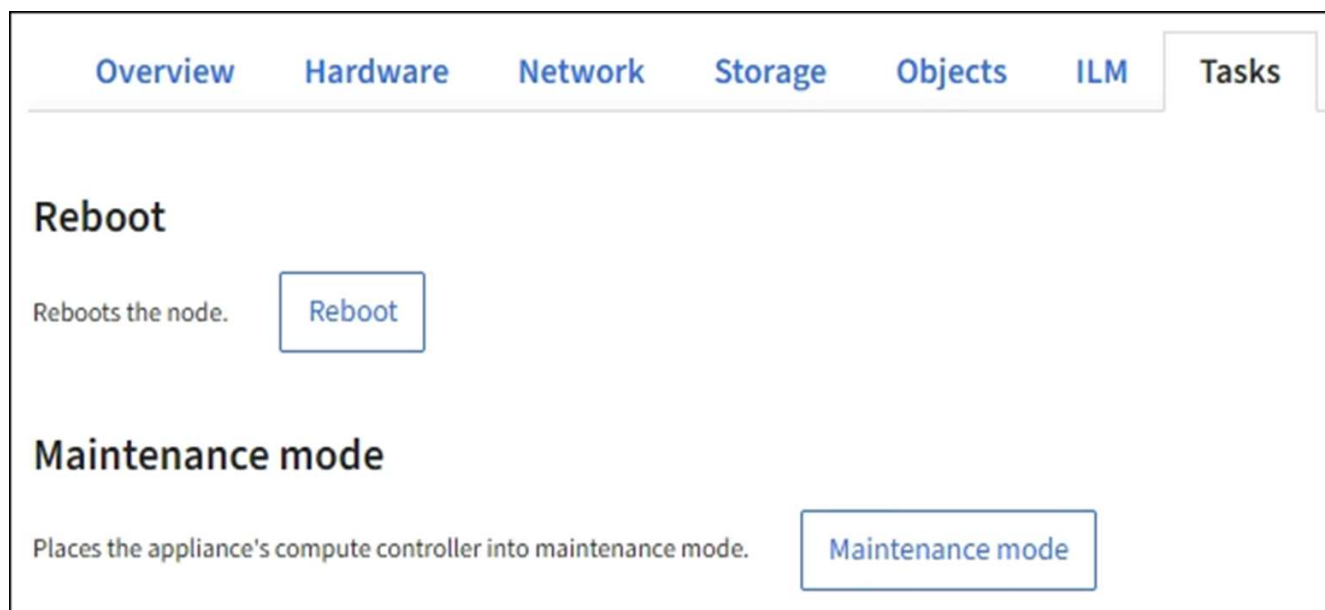 Overview Hardware Network Storage Objects ILM Tasks
Reboot
Reboots the node. Reboot
Maintenance mode
Places the appliance's compute controller into maintenance mode. Maintenance mode